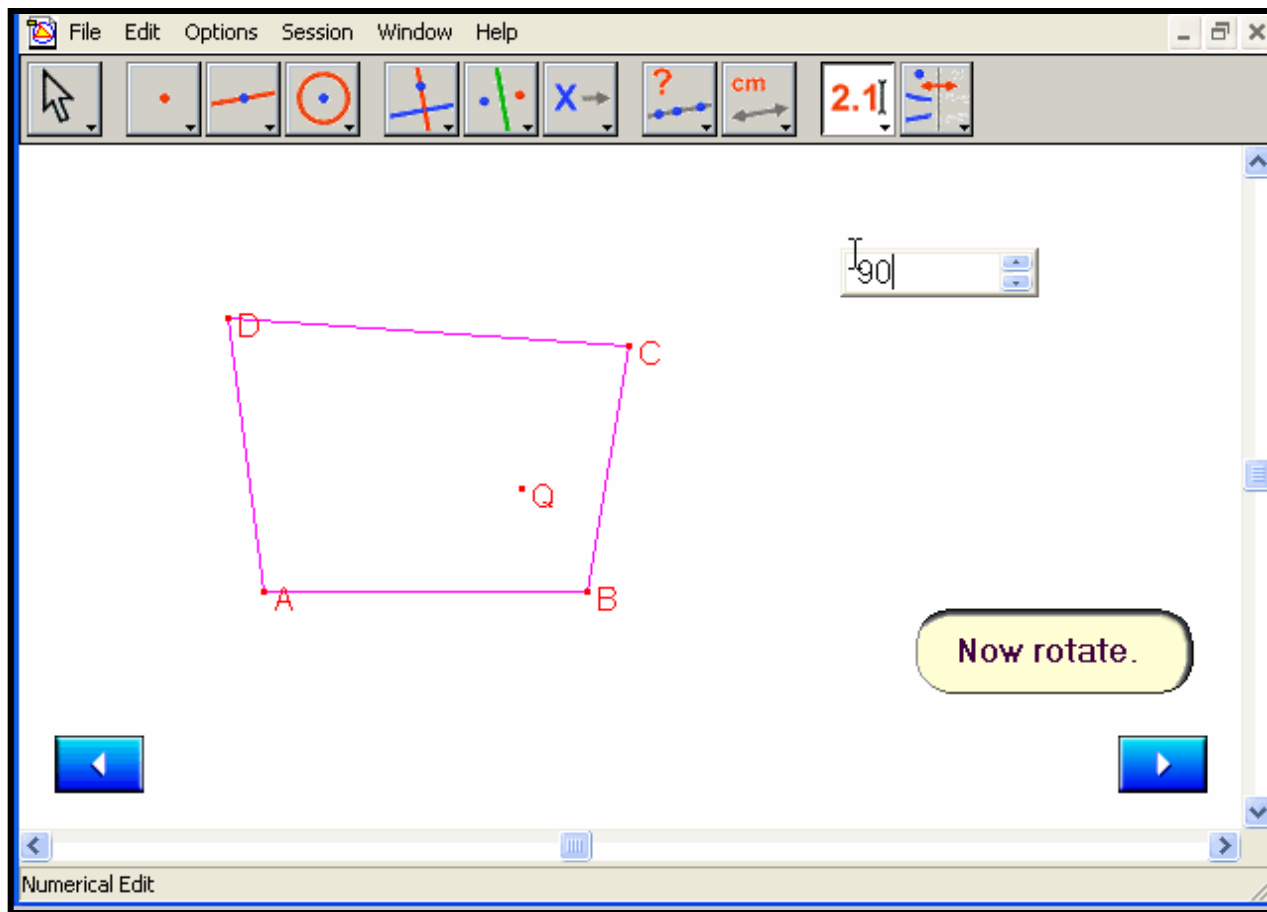 File Edit Options Session Window Help
? cm 2.1
X
-90
D
C
Q
A
B
Now rotate.
Numerical Edit